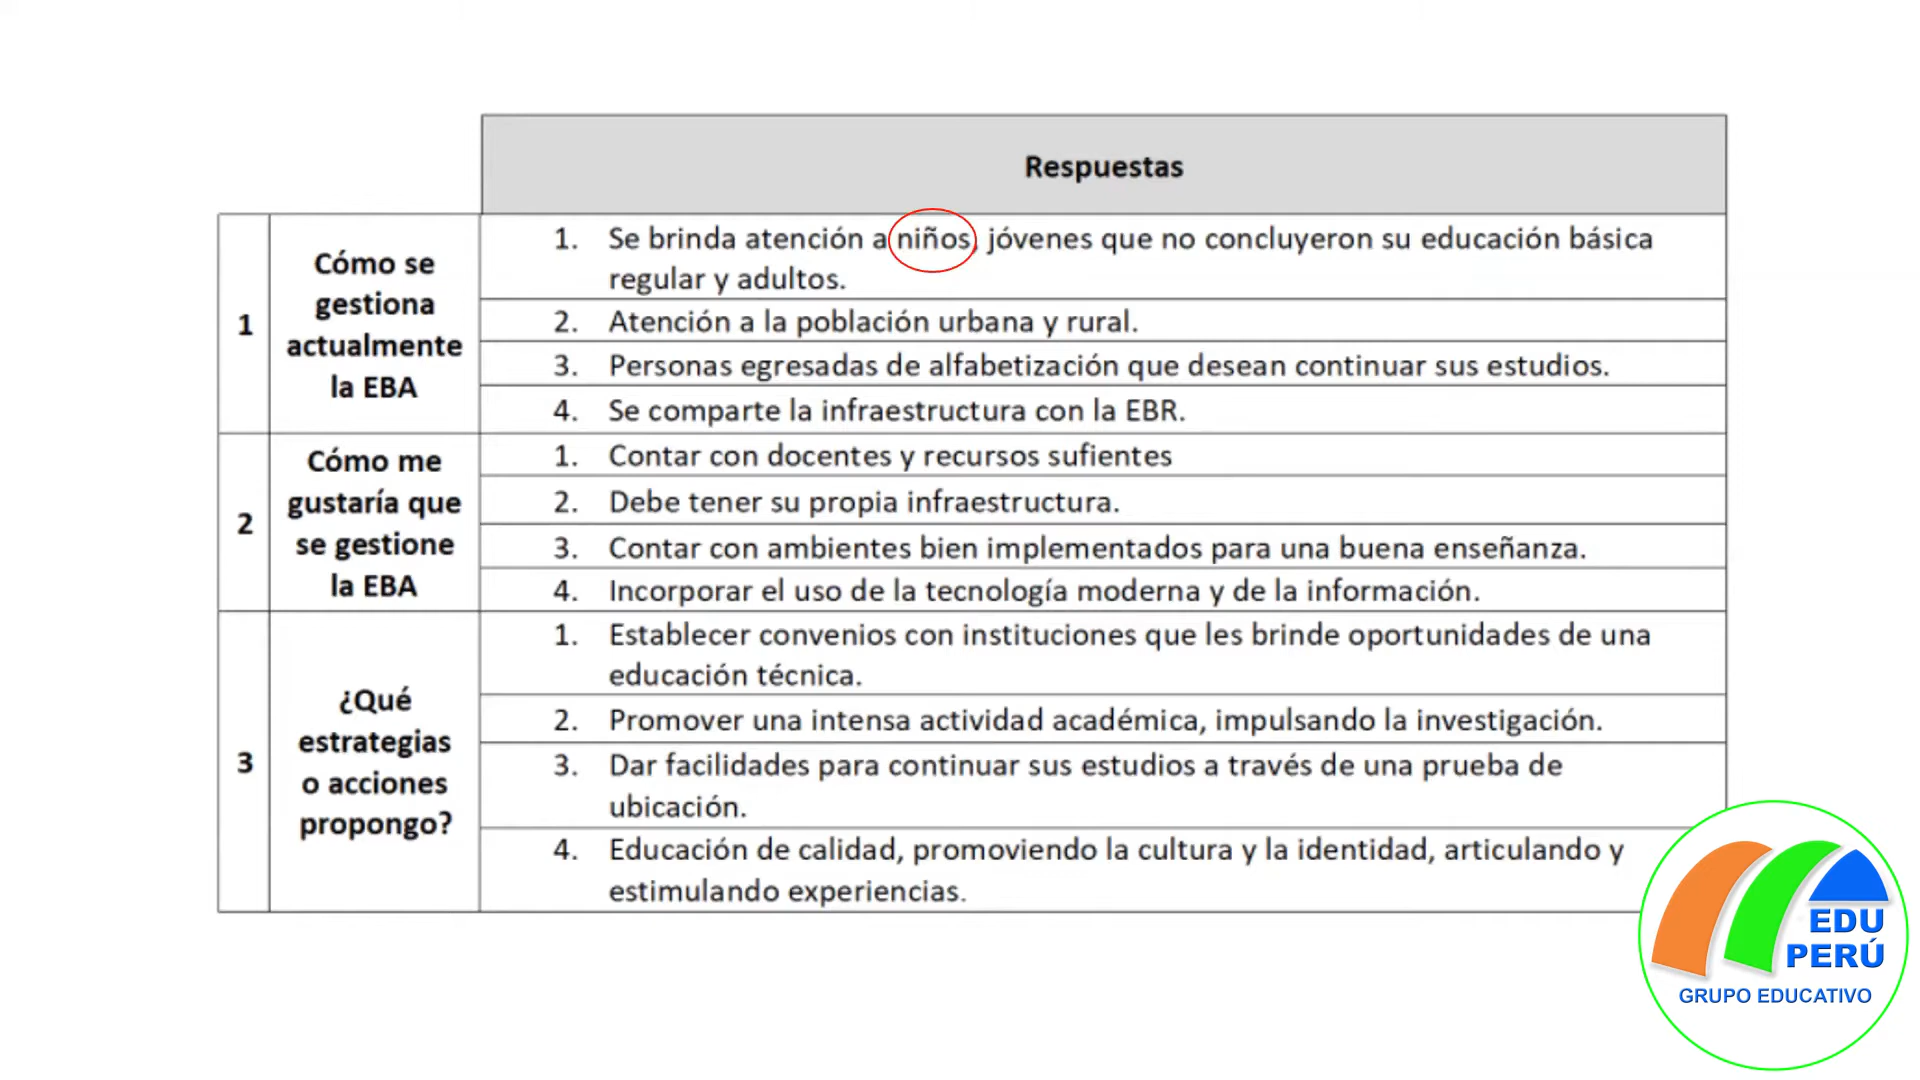 Respuestas
1
Cómo se
gestiona
actualmente
la EBA
1. Se brinda atención a niños, jóvenes que no concluyeron su educación básica
regular y adultos.
2. Atención a la población urbana y rural.
3. Personas egresadas de alfabetización que desean continuar sus estudios.
4. Se comparte la infraestructura con la EBR.
2
Cómo me
gustaría que
se gestione
la EBA
1. Contar con docentes y recursos sufientes
2. Debe tener su propia infraestructura.
3. Contar con ambientes bien implementados para una buena enseñanza.
4. Incorporar el uso de la tecnología moderna y de la información.
3
¿Qué
estrategias
o acciones
propongo?
1. Establecer convenios con instituciones que les brinde oportunidades de una
educación técnica.
2. Promover una intensa actividad académica, impulsando la investigación.
3. Dar facilidades para continuar sus estudios a través de una prueba de
ubicación.
4. Educación de calidad, promoviendo la cultura y la identidad, articulando y
estimulando experiencias.
EDU
PERÚ
GRUPO EDUCATIVO